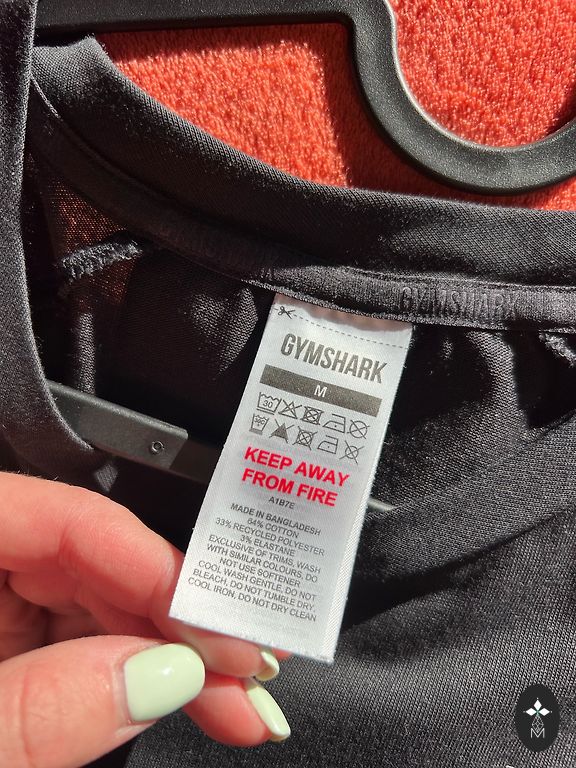 GYMSHARK
GYMSHARK
M
30
KEEP AWAY
FROM FIRE
A1B7E
MADE IN BANGLADESH
64% COTTON
33% RECYCLED POLYESTER
3% ELASTANE
EXCLUSIVE OF TRIMS, WASH
WITH SIMILAR COLOURS, DO
NOT USE SOFTENER
COOL WASH GENTLE, DO NOT
BLEACH, DO NOT TUMBLE DRY,
COOL IRON, DO NOT DRY CLEAN
M